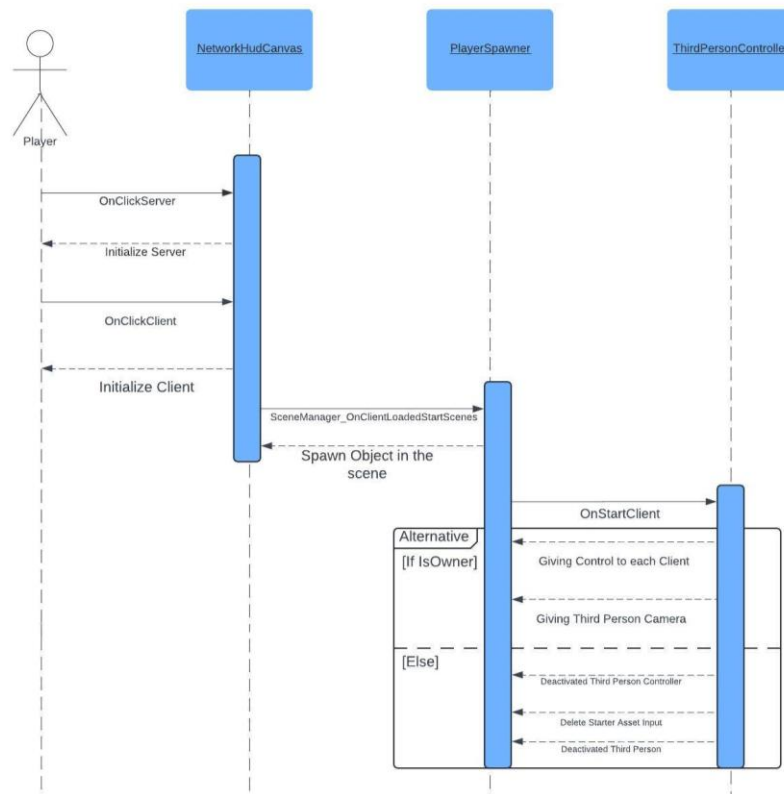 NetworkHudCanvas
PlayerSpawner
ThirdPersonControlle
Player
OnClickServer
Initialize Server
OnClickClient
Initialize Client
SceneManager_OnClientLoadedStartScenes
Spawn Object in the
scene
OnStartClient
Alternative
[If IsOwner]
Giving Control to each Client
Giving Third Person Camera
[Else]
Deactivated Third Person Controller
Delete Starter Asset Input
Deactivated Third Person